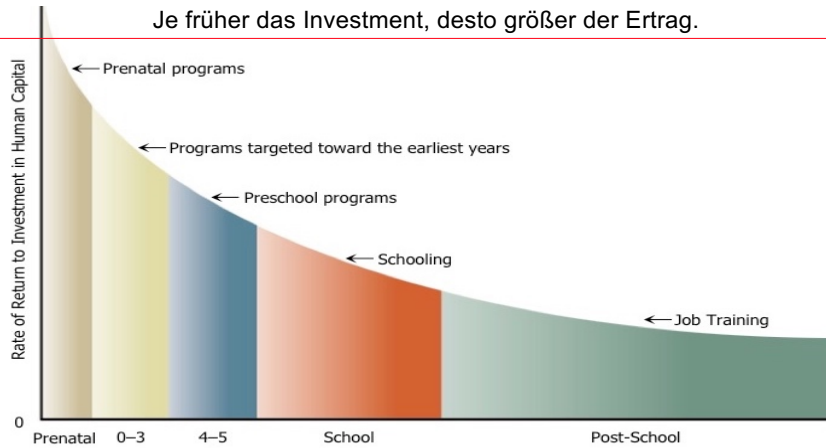 Je früher das Investment, desto größer der Ertrag.
Rate of Return to Investment in Human Capital
Prenatal programs
Programs targeted toward the earliest years
Preschool programs
Schooling
Job Training
0
Prenatal 0–3 4–5 School Post-School